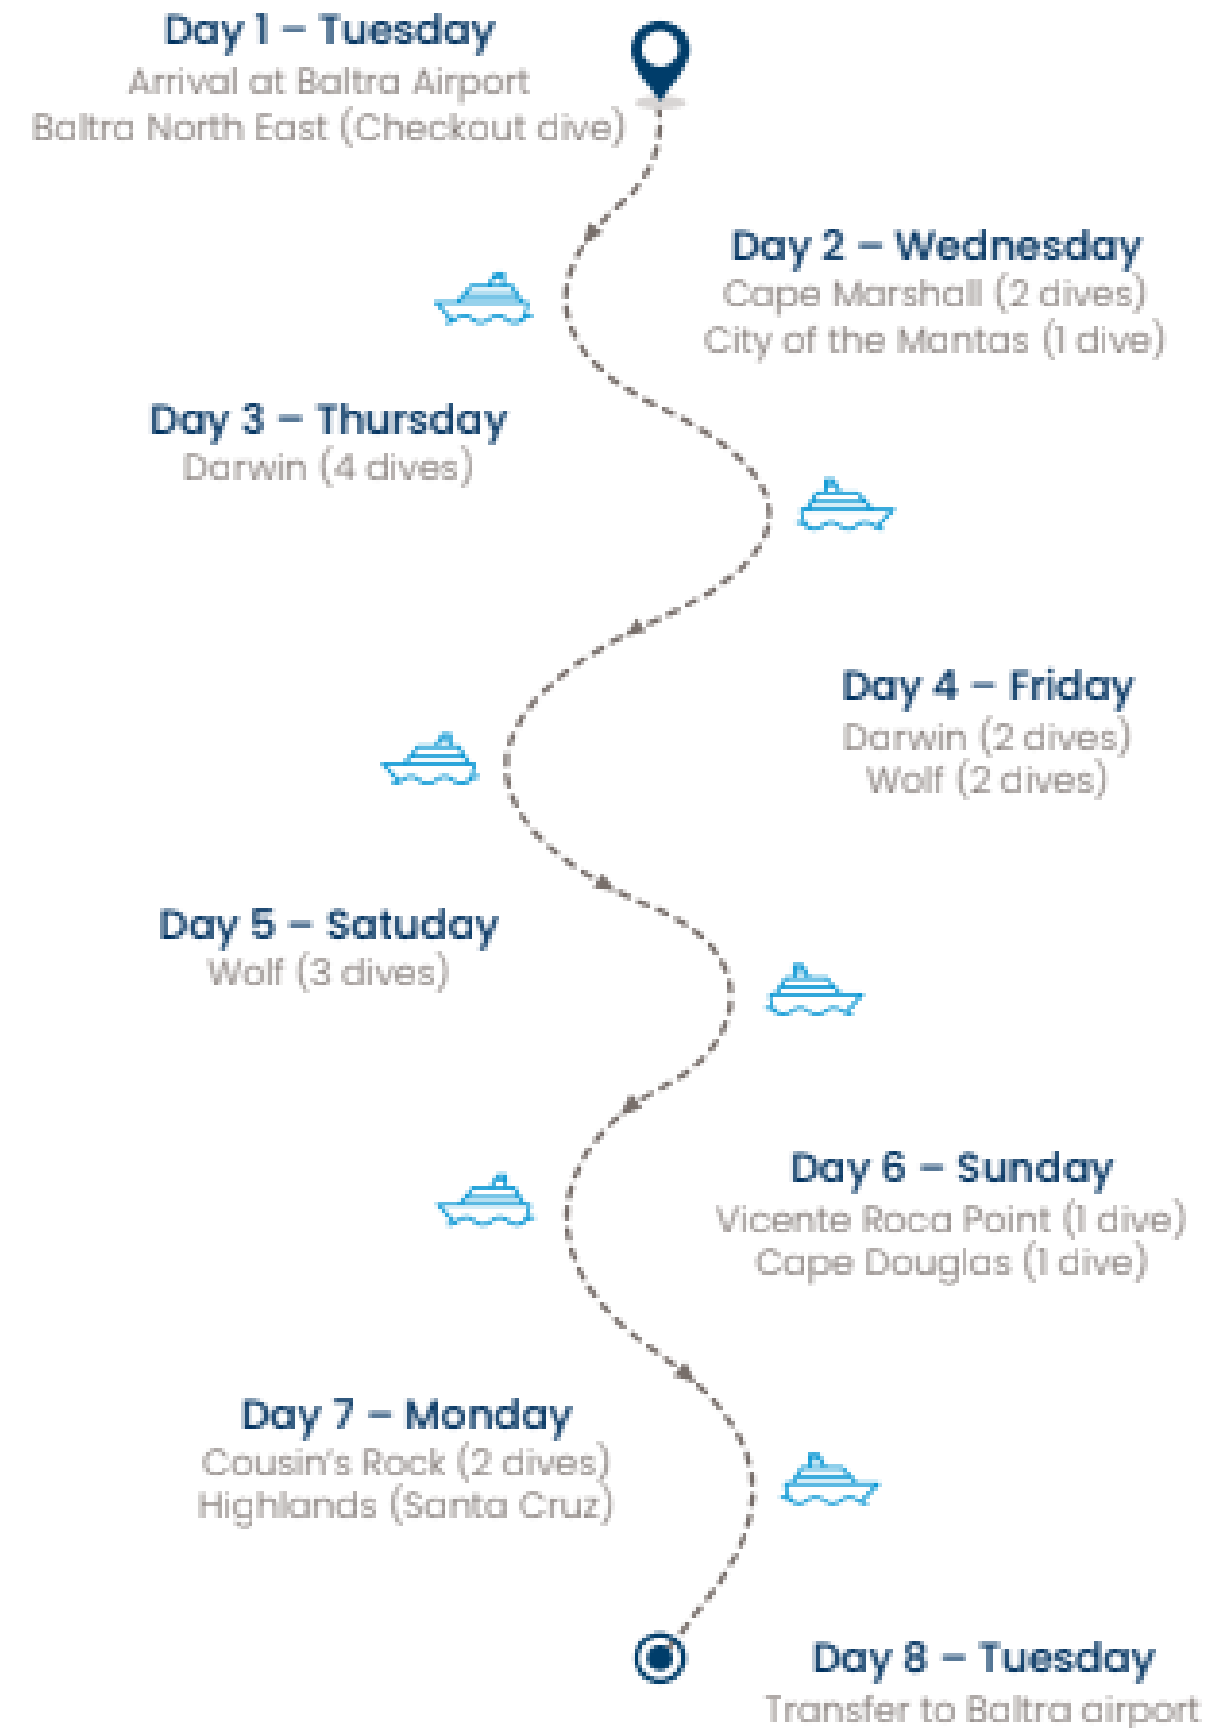 Day 1 – Tuesday
Arrival at Baltra Airport
Baltra North East (Checkout dive)
Day 2 – Wednesday
Cape Marshall (2 dives)
City of the Mantas (1 dive)
Day 3 – Thursday
Darwin (4 dives)
Day 4 – Friday
Darwin (2 dives)
Wolf (2 dives)
Day 5 – Satuday
Wolf (3 dives)
Day 6 – Sunday
Vicente Roca Point (1 dive)
Cape Douglas (1 dive)
Day 7 – Monday
Cousin's Rock (2 dives)
Highlands (Santa Cruz)
Day 8 – Tuesday
Transfer to Baltra airport